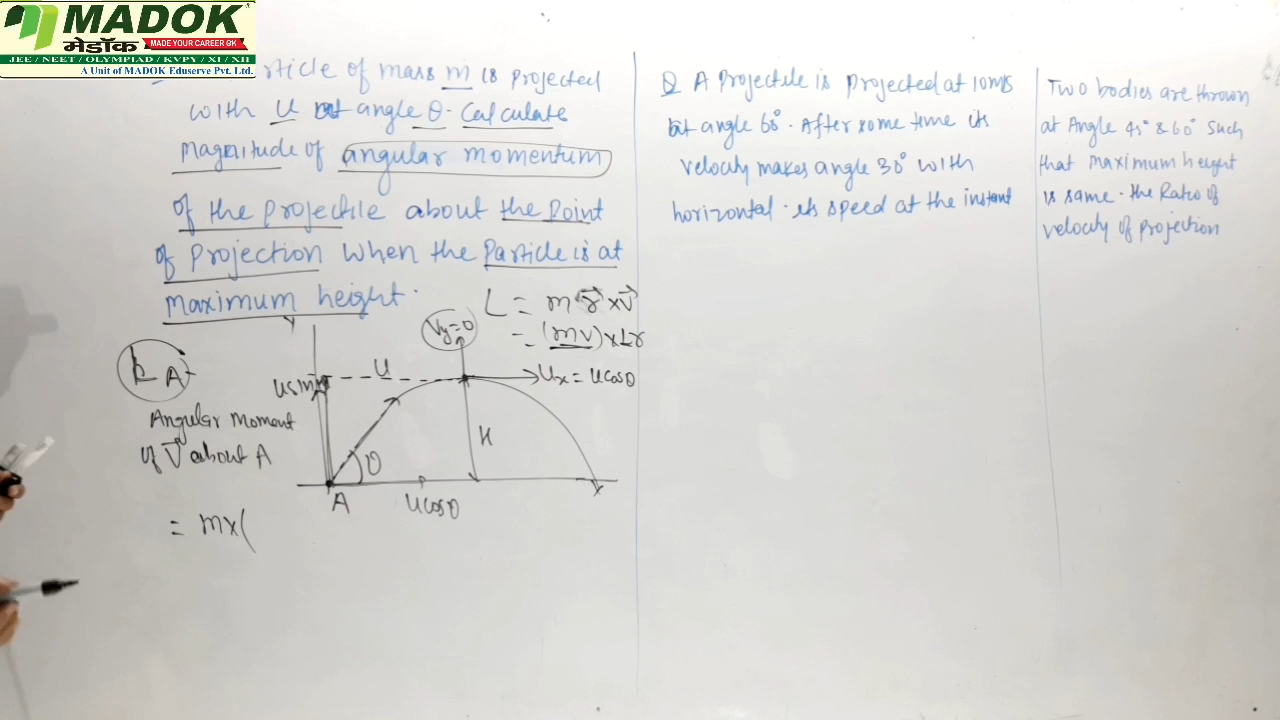 MADOK
मेडॉक MADE YOUR CAREER OK
JEE / NEET / OLYMPIAD / KVPY / XI / XII
A Unit of MADOK Eduserve Pvt. Ltd.
rticle of mass m is projected
with u at angle θ. Calculate
magnitude of angular momentum
of the projectile about the point
of projection when the particle is at
maximum height.
L = m r⃗ × v⃗
= (mv) × ⊥r
Vy=0
Y
L A
u sin
u
Ux = u cosθ
Angular moment
of V⃗ about A
H
θ
A
u cosθ
x
= m×(
Q A Projectile is Projected at 10 m/s
at angle 60°. After some time its
velocity makes angle 30° with
horizontal. its speed at the instant
Two bodies are thrown
at Angle 45° & 60° such
that maximum height
is same. the Ratio of
velocity of projection